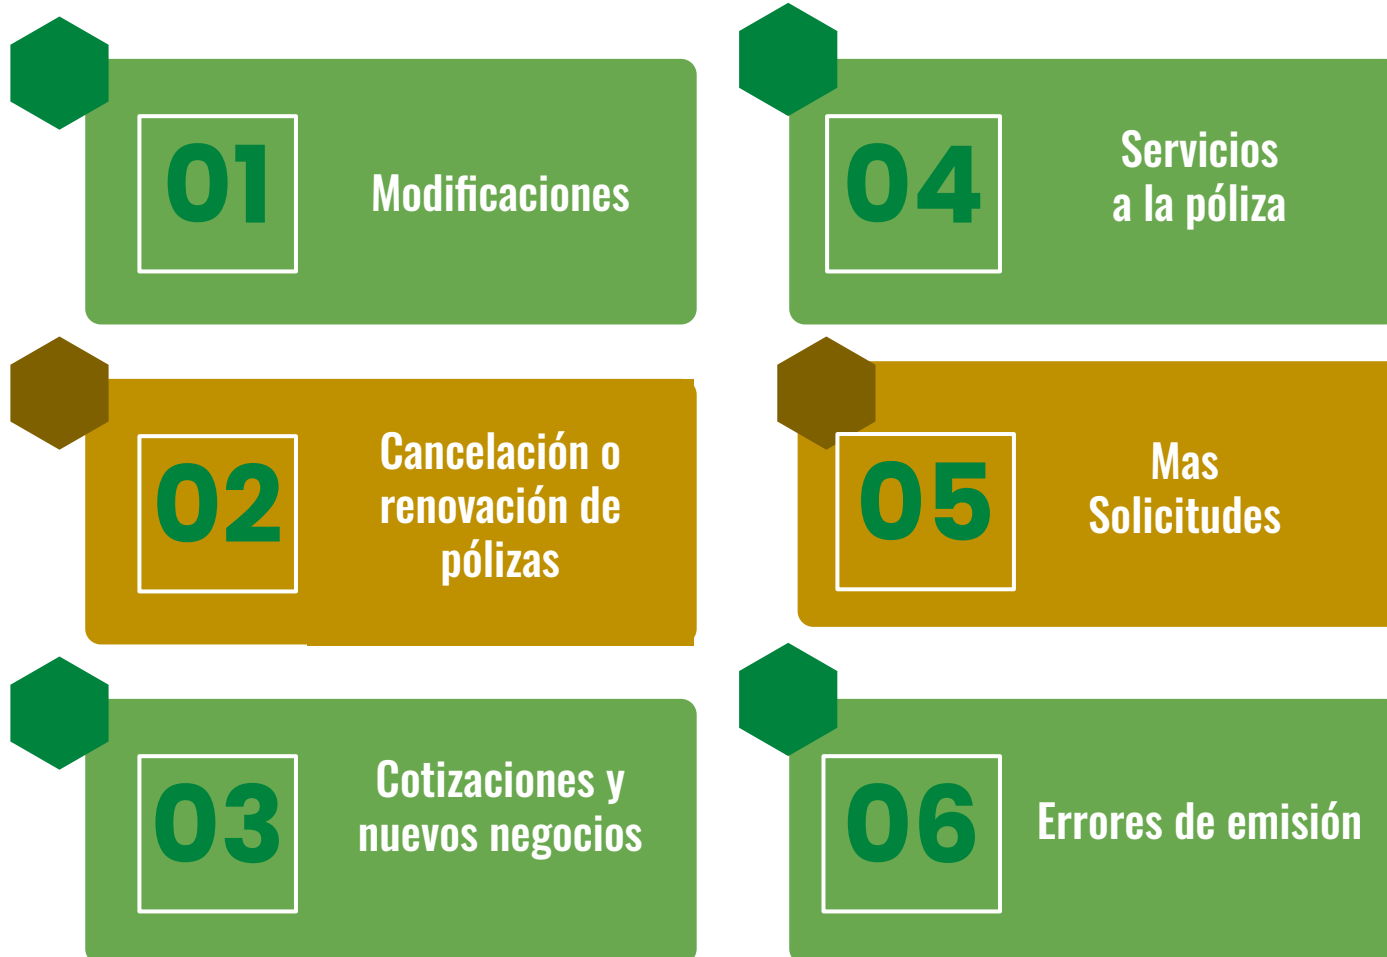 01
Modificaciones
02
Cancelación o
renovación de
pólizas
03
Cotizaciones y
nuevos negocios
04
Servicios
a la póliza
05
Mas
Solicitudes
06
Errores de emisión